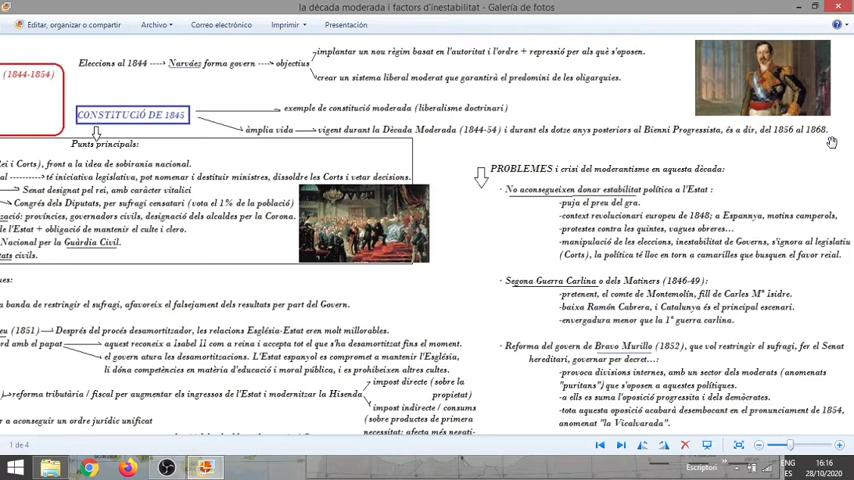 la dècada moderada i factors d'inestabilitat - Galería de fotos
Editar, organizar o compartir
Archivo
Correo electrónico
Imprimir
Presentación
(1844-1854)
Eleccions al 1844 ----> Narváez forma govern ----> objectius
implantar un nou règim basat en l'autoritat i l'ordre + repressió per als què s'oposen.
crear un sistema liberal moderat que garantirà el predomini de les oligarquies.
CONSTITUCIÓ DE 1845
exemple de constitució moderada (liberalisme doctrinari)
àmplia vida
vigent durant la Dècada Moderada (1844-54) i durant els dotze anys posteriors al Bienni Progressista, és a dir, del 1856 al 1868.
Punts principals:
Rei i Corts), front a la idea de sobirania nacional.
al ---------> té iniciativa legislativa, pot nomenar i destituir ministres, dissoldre les Corts i vetar decisions.
Senat designat pel rei, amb caràcter vitalici
Congrés dels Diputats, per sufragi censatari (vota el 1% de la població)
zació: províncies, governadors civils, designació dels alcaldes per la Corona.
de l'Estat + obligació de mantenir el culte i clero.
Nacional per la Guàrdia Civil.
tats civils.
ques:
a banda de restringir el sufragi, afavoreix el falsejament dels resultats per part del Govern.
eu (1851) Després del procés desamortitzador, les relacions Església-Estat eren molt millorables.
ord amb el papat
aquest reconeix a Isabel II com a reina i accepta tot el que s'ha desamortitzat fins el moment.
el govern atura les desamortitzacions. L'Estat espanyol es compromet a mantenir l'Església,
li dóna competències en matèria d'educació i moral pública, i es prohibeixen altres cultes.
reforma tributària / fiscal per augmentar els ingressos de l'Estat i modernitzar la Hisenda
impost directe (sobre la
propietat)
impost indirecte / consums
(sobre productes de primera
necessitat; afecta més negati-
r a aconseguir un ordre jurídic unificat
PROBLEMES i crisi del moderantisme en aquesta dècada:
· No aconsegueixen donar estabilitat política a l'Estat :
-puja el preu del gra.
-context revolucionari europeu de 1848; a Espannya, motins camperols,
-protestes contra les quintes, vagues obreres...
-manipulació de les eleccions, inestabilitat de Governs, s'ignora al legislatiu
(Corts), la política té lloc en torn a camarilles que busquen el favor reial.
· Segona Guerra Carlina o dels Matiners (1846-49):
-pretenent, el comte de Montemolín, fill de Carles Mª Isidre.
-baixa Ramón Cabrera, i Catalunya és el principal escenari.
-envergadura menor que la 1ª guerra carlina.
· Reforma del govern de Bravo Murillo (1852), que vol restringir el sufragi, fer el Senat
hereditari, governar per decret...:
-provoca divisions internes, amb un sector dels moderats (anomenats
"puritans") que s'oposen a aquestes polítiques.
-a ells es suma l'oposició progressita i dels demòcrates.
-tota aquesta oposició acabarà desembocant en el pronunciament de 1854,
anomenat "la Vicalvarada".
1 de 4
Escriptori
ENG
ES
16:16
28/10/2020